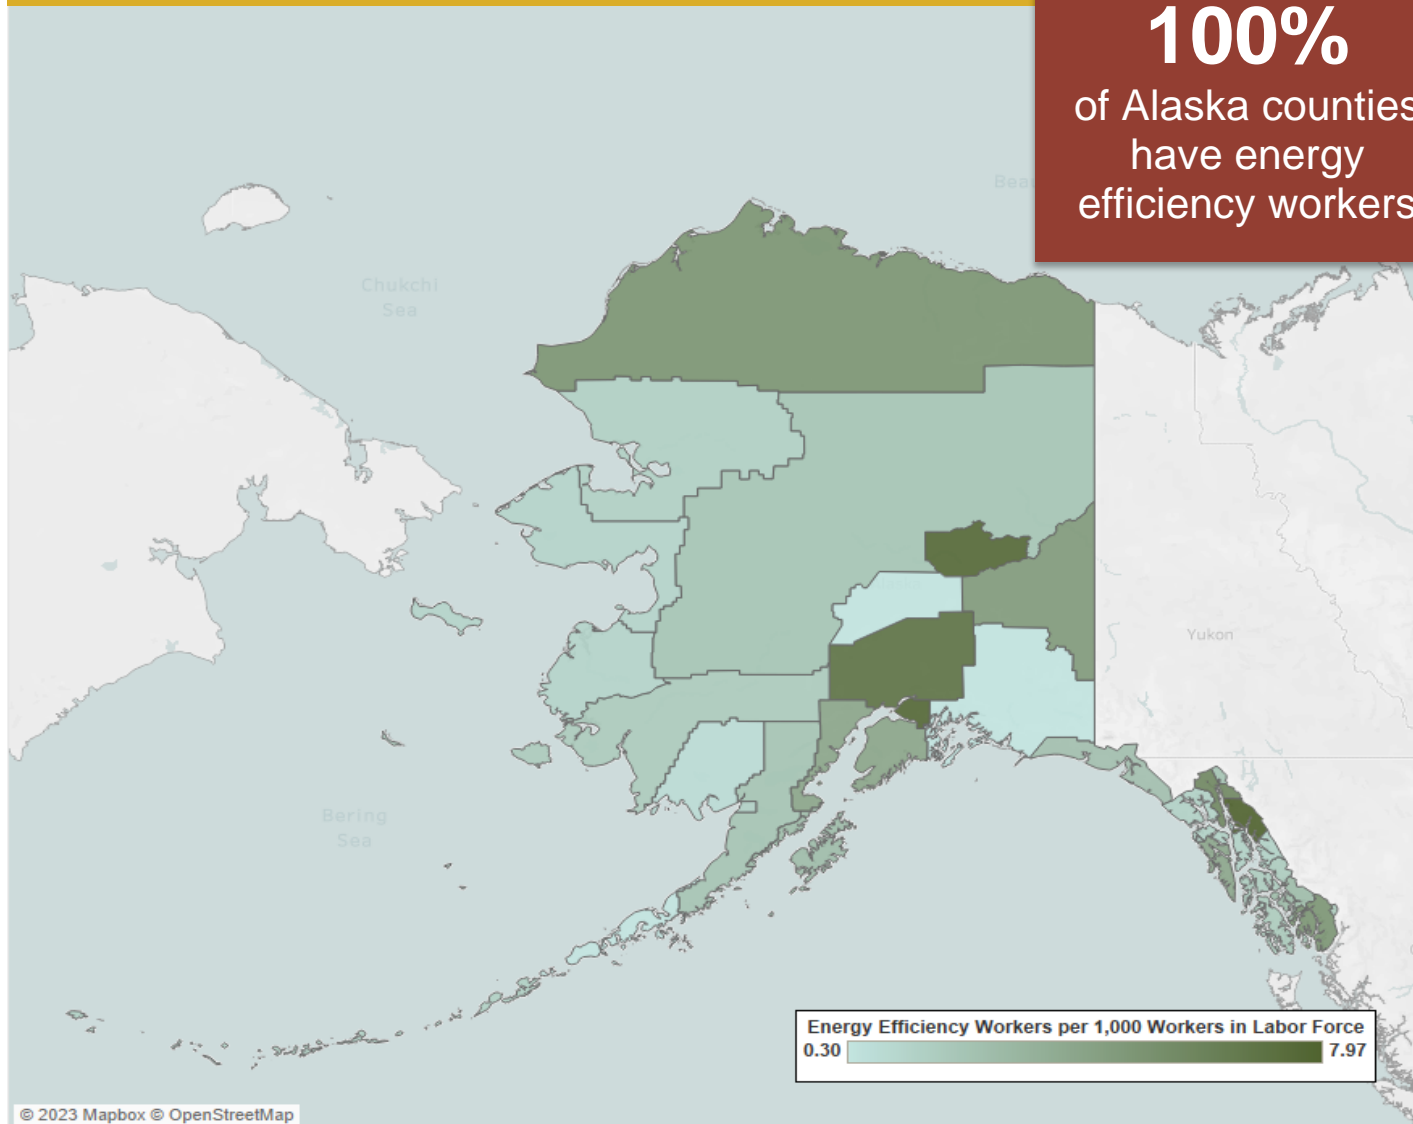 100%
of Alaska counties
have energy
efficiency workers
Chukchi
Sea
Yukon
Bering
Sea
Energy Efficiency Workers per 1,000 Workers in Labor Force
0.30
7.97
© 2023 Mapbox © OpenStreetMap